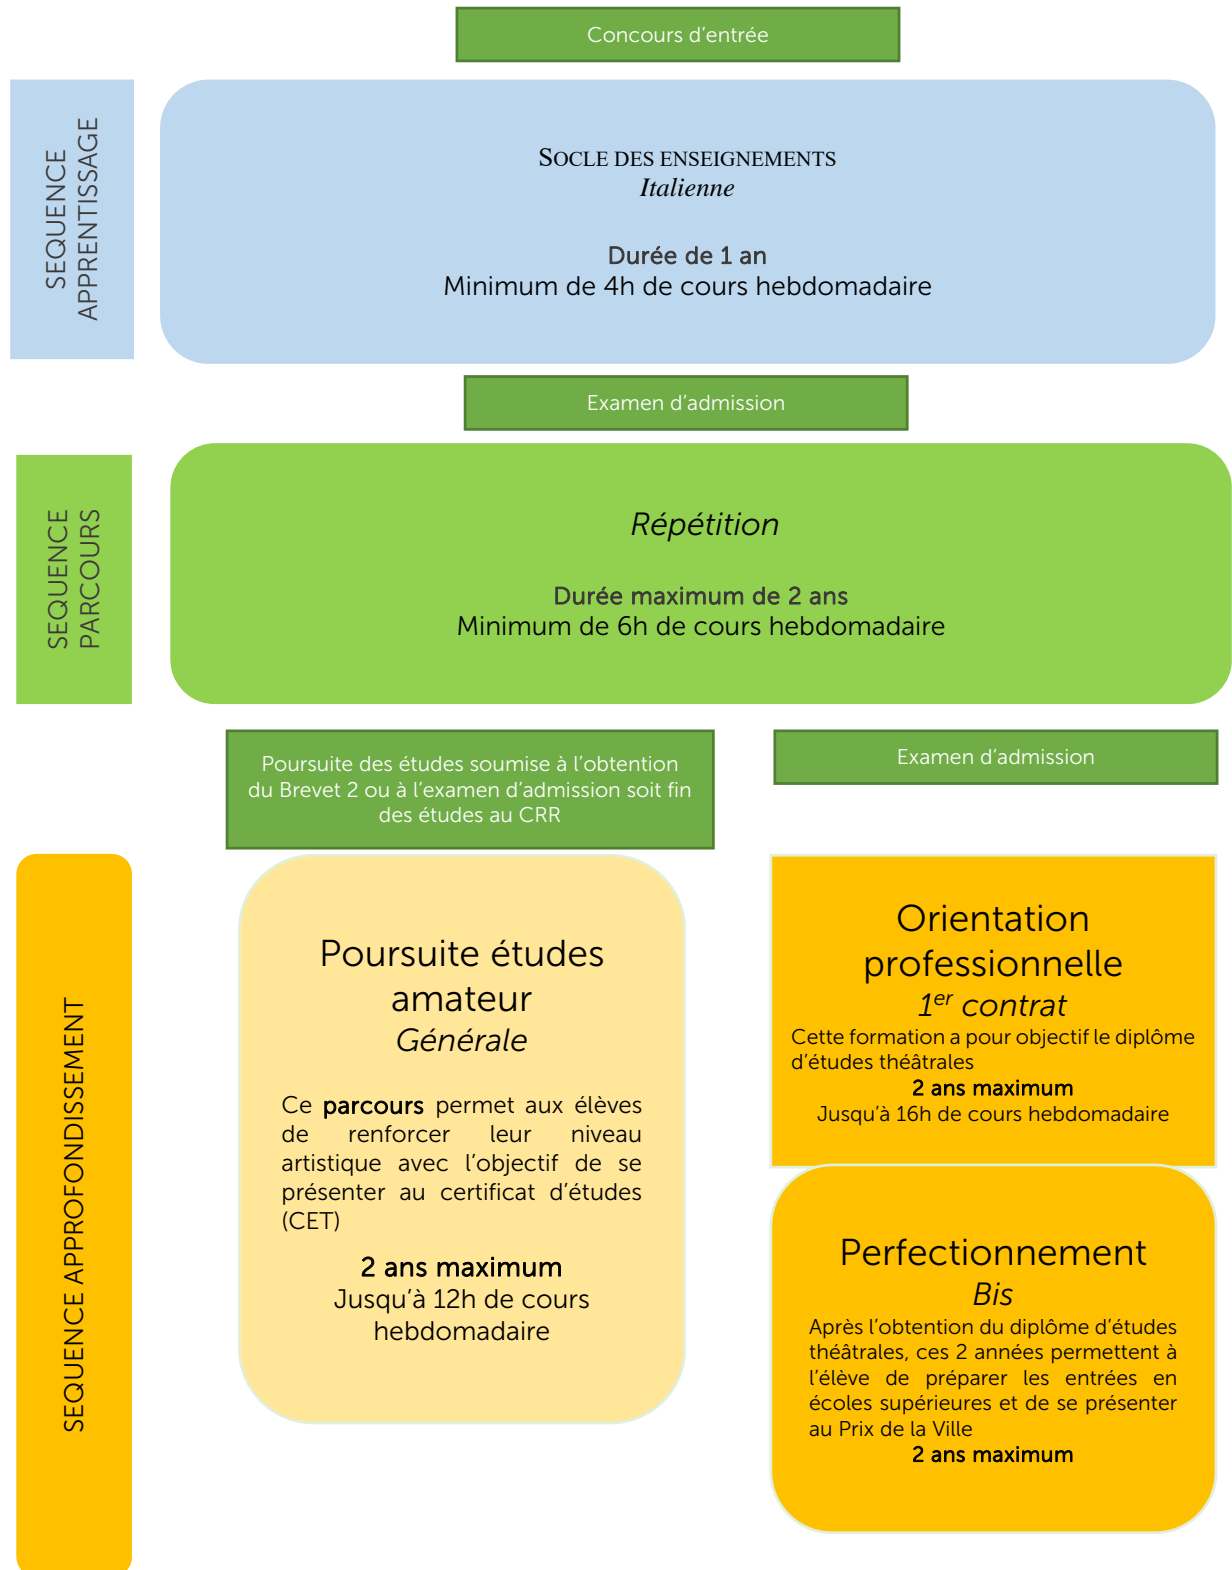 Concours d’entrée
SEQUENCE
APPRENTISSAGE
SOCLE DES ENSEIGNEMENTS
Italienne
Durée de 1 an
Minimum de 4h de cours hebdomadaire
Examen d’admission
SEQUENCE
PARCOURS
Répétition
Durée maximum de 2 ans
Minimum de 6h de cours hebdomadaire
Poursuite des études soumise à l’obtention
du Brevet 2 ou à l’examen d’admission soit fin
des études au CRR
Examen d’admission
SEQUENCE APPROFONDISSEMENT
Poursuite études
amateur
Générale
Ce parcours permet aux élèves
de renforcer leur niveau
artistique avec l’objectif de se
présenter au certificat d’études
(CET)
2 ans maximum
Jusqu’à 12h de cours
hebdomadaire
Orientation
professionnelle
1er contrat
Cette formation a pour objectif le diplôme
d’études théâtrales
2 ans maximum
Jusqu’à 16h de cours hebdomadaire
Perfectionnement
Bis
Après l’obtention du diplôme d’études
théâtrales, ces 2 années permettent à
l’élève de préparer les entrées en
écoles supérieures et de se présenter
au Prix de la Ville
2 ans maximum